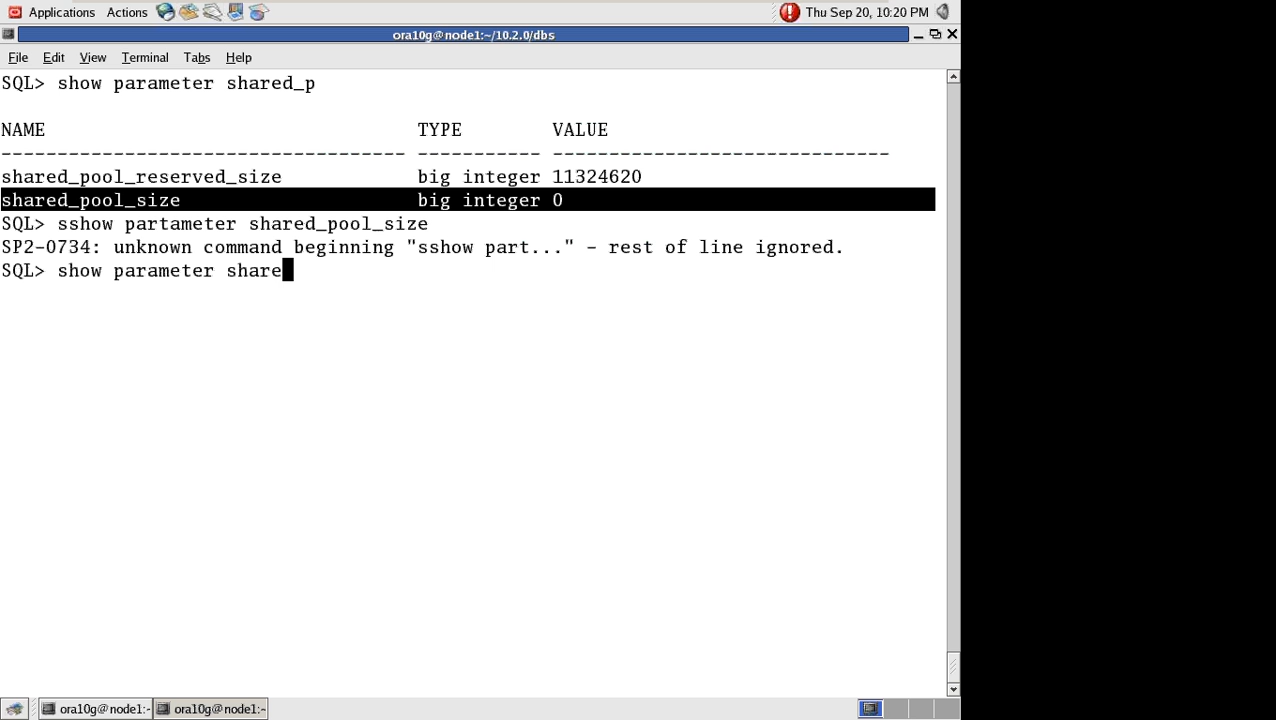 Applications Actions Thu Sep 20, 10:20 PM
ora10g@node1:~/10.2.0/dbs
File Edit View Terminal Tabs Help
SQL> show parameter shared_p
NAME TYPE VALUE
------------------------------------ ----------- ------------------------------
shared_pool_reserved_size big integer 11324620
shared_pool_size big integer 0
SQL> sshow partameter shared_pool_size
SP2-0734: unknown command beginning "sshow part..." - rest of line ignored.
SQL> show parameter share
ora10g@node1:- ora10g@node1:-